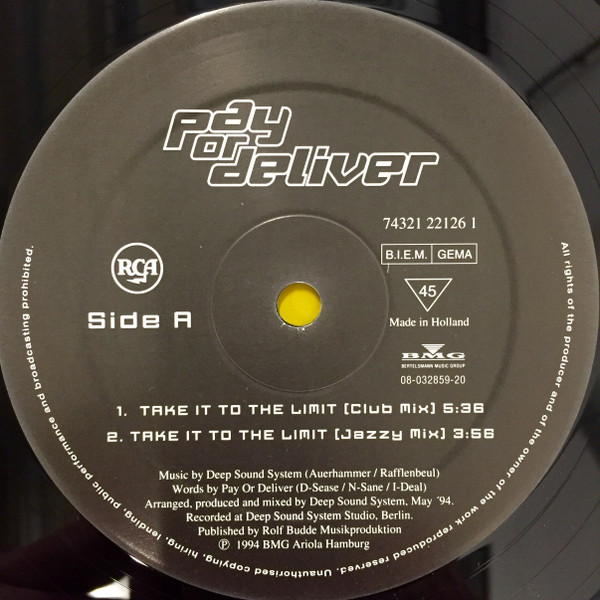 pay
or
deliver
74321 22126 1
B.I.E.M. GEMA
RCA
45
Side A
Made in Holland
BMG
BERTELSMANN MUSIC GROUP
08-032859-20
1. TAKE IT TO THE LIMIT (Club Mix) 5:36
2. TAKE IT TO THE LIMIT (Jazzy Mix) 3:56
Music by Deep Sound System (Auerhammer / Rafflenbeul)
Words by Pay Or Deliver (D-Sease / N-Sane / I-Deal)
Arranged, produced and mixed by Deep Sound System, May ´94.
Recorded at Deep Sound System Studio, Berlin.
Published by Rolf Budde Musikproduktion
℗ 1994 BMG Ariola Hamburg
All rights of the producer and of the owner of the work reproduced reserved. Unauthorised copying, hiring, lending, public performance and broadcasting prohibited.